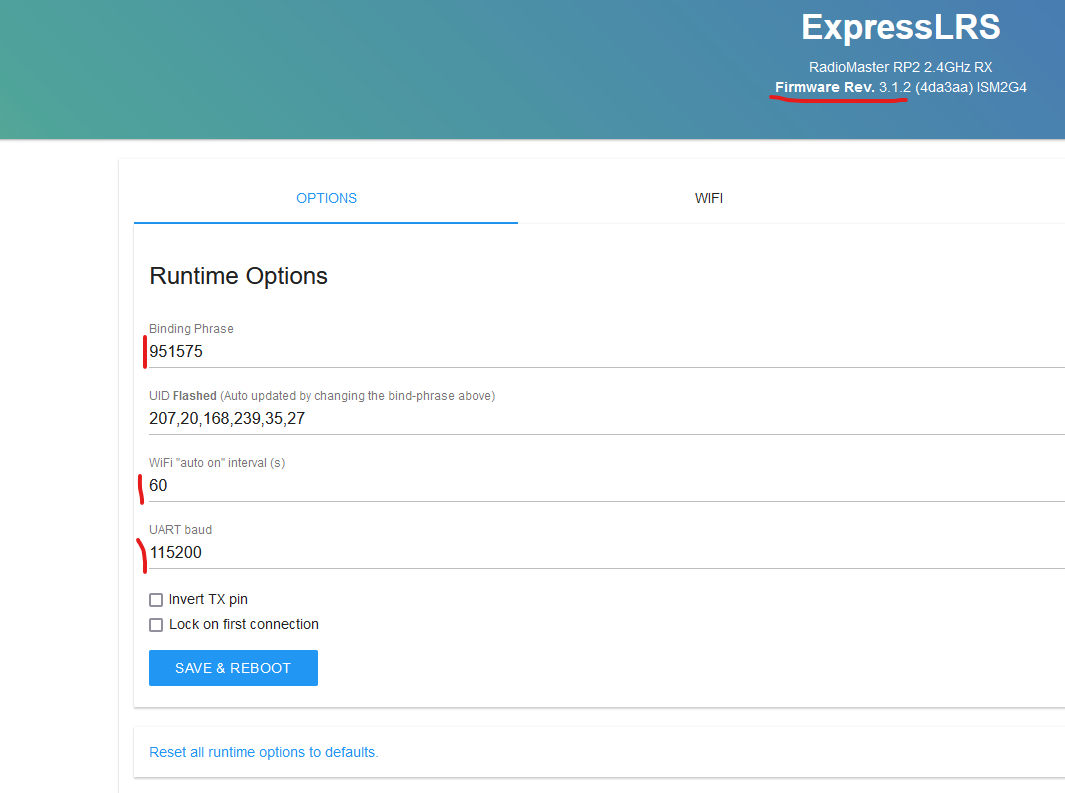 ExpressLRS
RadioMaster RP2 2.4GHz RX
Firmware Rev. 3.1.2 (4da3aa) ISM2G4
OPTIONS WIFI
Runtime Options
Binding Phrase
951575
UID Flashed (Auto updated by changing the bind-phrase above)
207,20,168,239,35,27
WiFi "auto on" interval (s)
60
UART baud
115200
Invert TX pin
Lock on first connection
SAVE & REBOOT
Reset all runtime options to defaults.